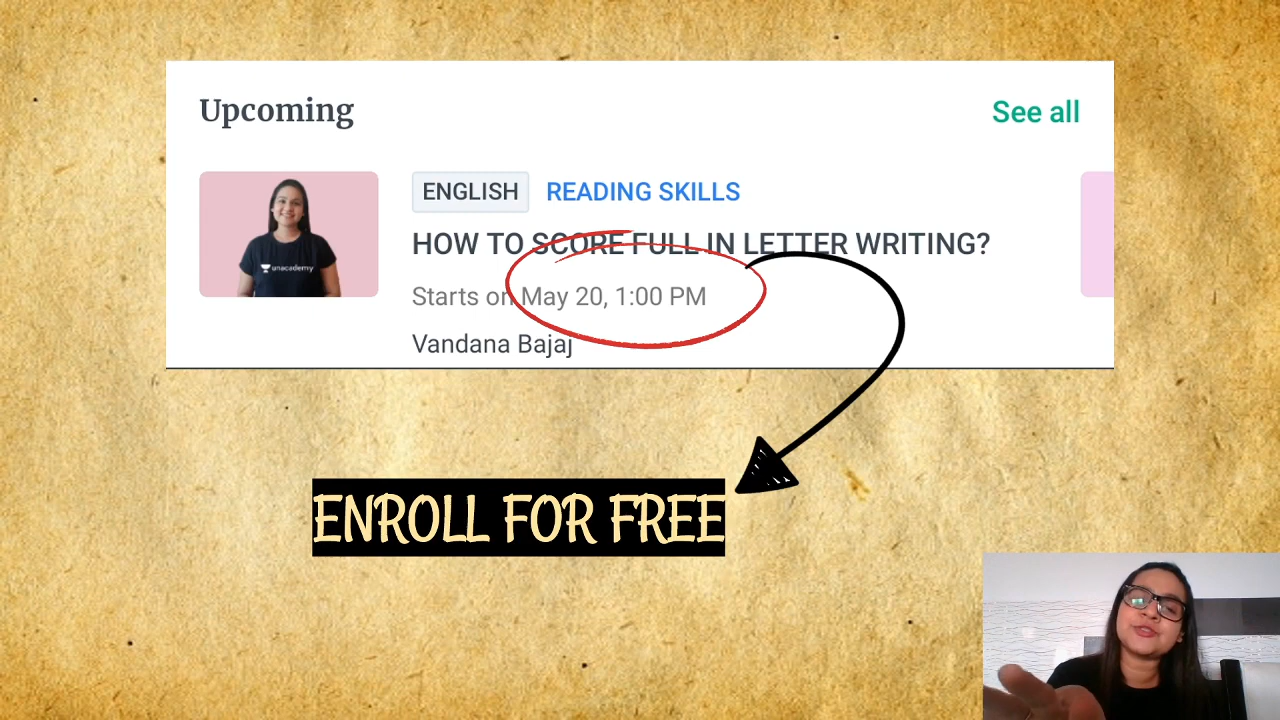 Upcoming
See all
ENGLISH READING SKILLS
unacademy
HOW TO SCORE FULL IN LETTER WRITING?
Starts on May 20, 1:00 PM
Vandana Bajaj
ENROLL FOR FREE